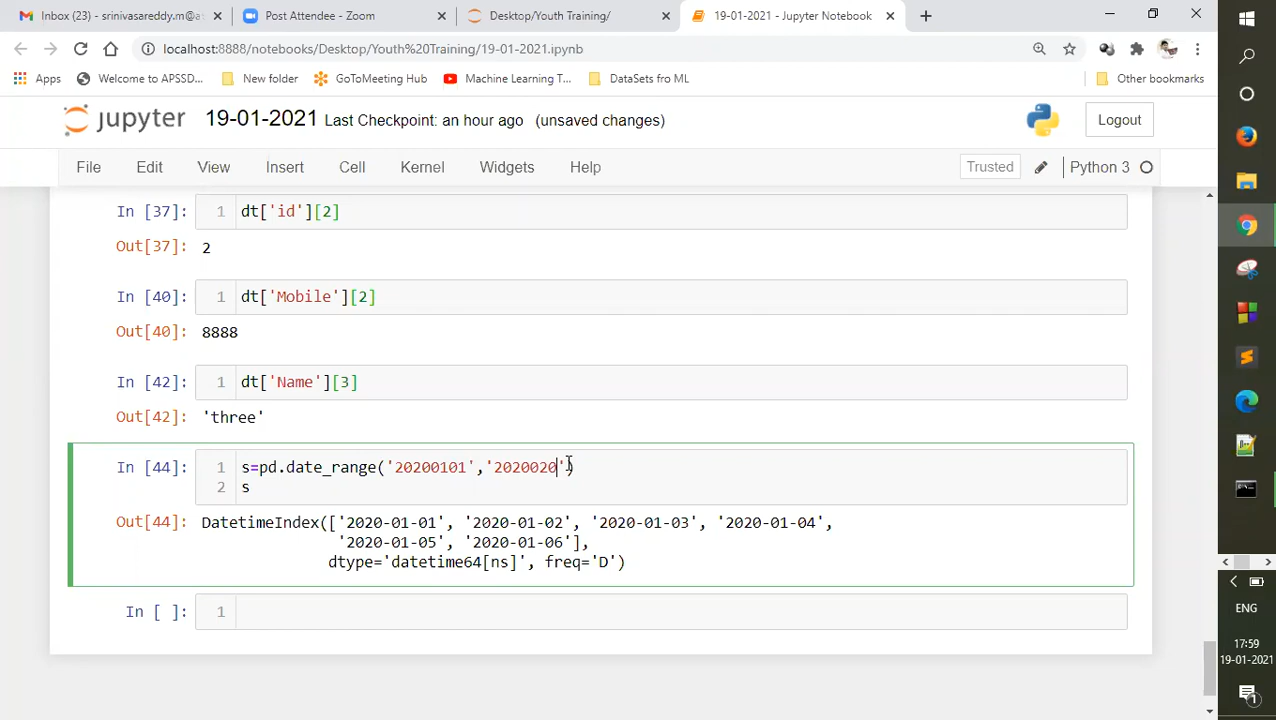 Inbox (23) - srinivasareddy.m@a
Post Attendee - Zoom
Desktop/Youth Training/
19-01-2021 - Jupyter Notebook
localhost:8888/notebooks/Desktop/Youth%20Training/19-01-2021.ipynb
Apps
Welcome to APSSD...
New folder
GoToMeeting Hub
Machine Learning T...
DataSets fro ML
Other bookmarks
jupyter
19-01-2021 Last Checkpoint: an hour ago (unsaved changes)
Logout
File Edit View Insert Cell Kernel Widgets Help
Trusted
Python 3
In [37]: 1 dt['id'][2]
Out[37]: 2
In [40]: 1 dt['Mobile'][2]
Out[40]: 8888
In [42]: 1 dt['Name'][3]
Out[42]: 'three'
In [44]: 1 s=pd.date_range('20200101','2020020')
2 s
Out[44]: DatetimeIndex(['2020-01-01', '2020-01-02', '2020-01-03', '2020-01-04',
'2020-01-05', '2020-01-06'],
dtype='datetime64[ns]', freq='D')
In [ ]: 1
ENG
17:59
19-01-2021
1